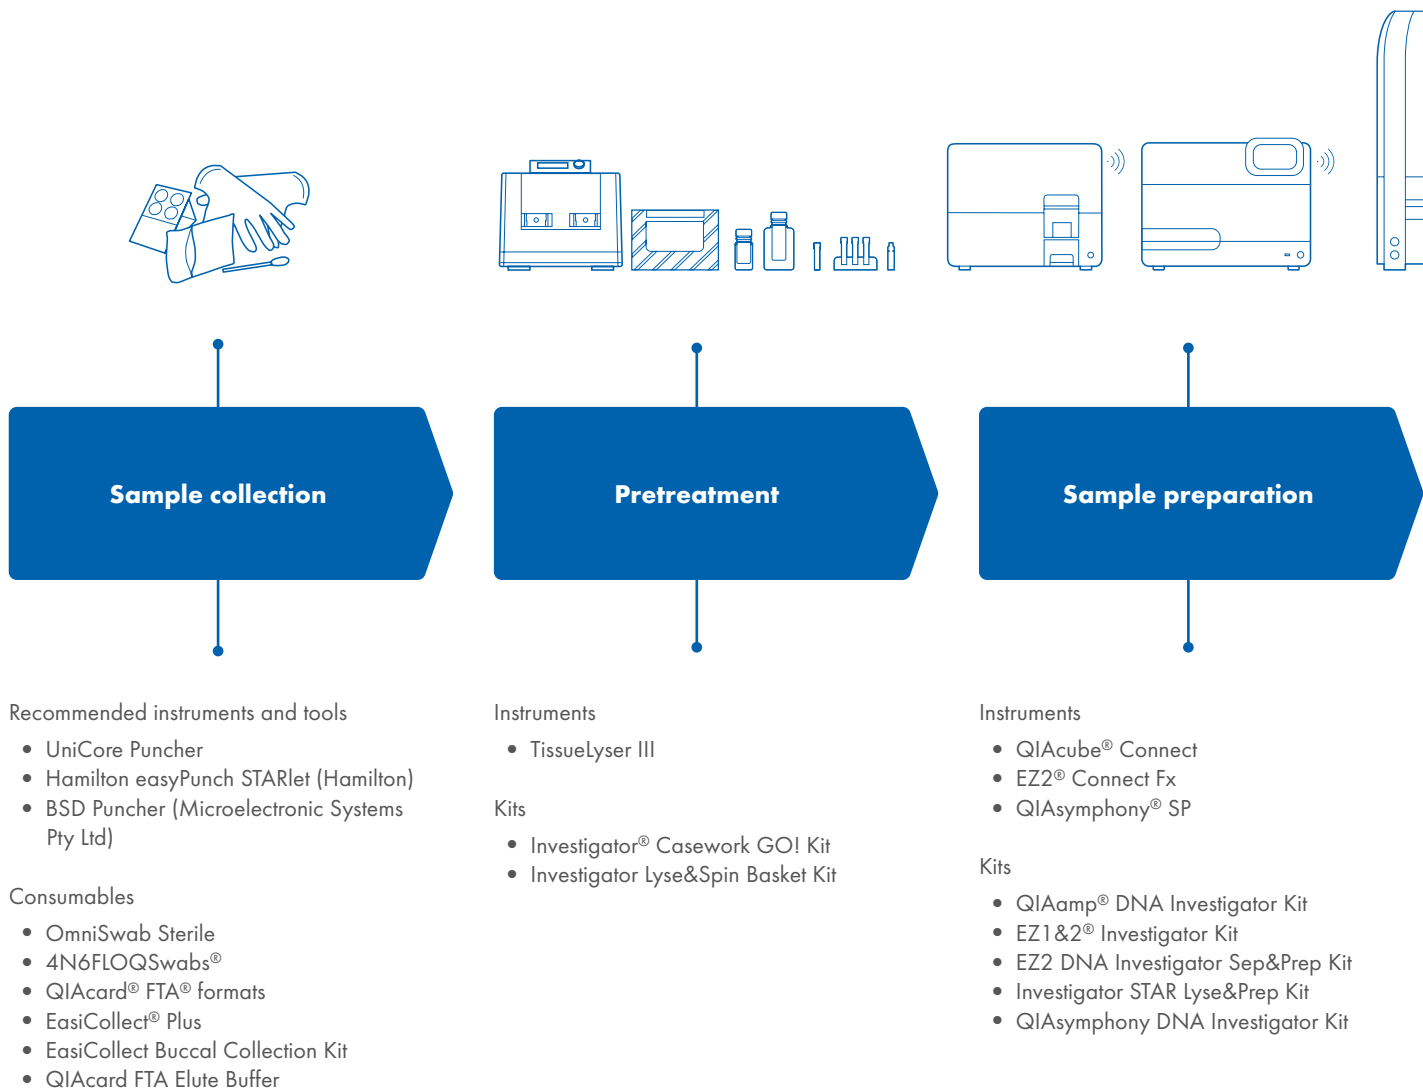 Sample collection
Pretreatment
Sample preparation
Recommended instruments and tools
• UniCore Puncher
• Hamilton easyPunch STARlet (Hamilton)
• BSD Puncher (Microelectronic Systems
Pty Ltd)
Consumables
• OmniSwab Sterile
• 4N6FLOQSwabs®
• QIAcard® FTA® formats
• EasiCollect® Plus
• EasiCollect Buccal Collection Kit
• QIAcard FTA Elute Buffer
Instruments
• TissueLyser III
Kits
• Investigator® Casework GO! Kit
• Investigator Lyse&Spin Basket Kit
Instruments
• QIAcube® Connect
• EZ2® Connect Fx
• QIAsymphony® SP
Kits
• QIAamp® DNA Investigator Kit
• EZ1&2® Investigator Kit
• EZ2 DNA Investigator Sep&Prep Kit
• Investigator STAR Lyse&Prep Kit
• QIAsymphony DNA Investigator Kit